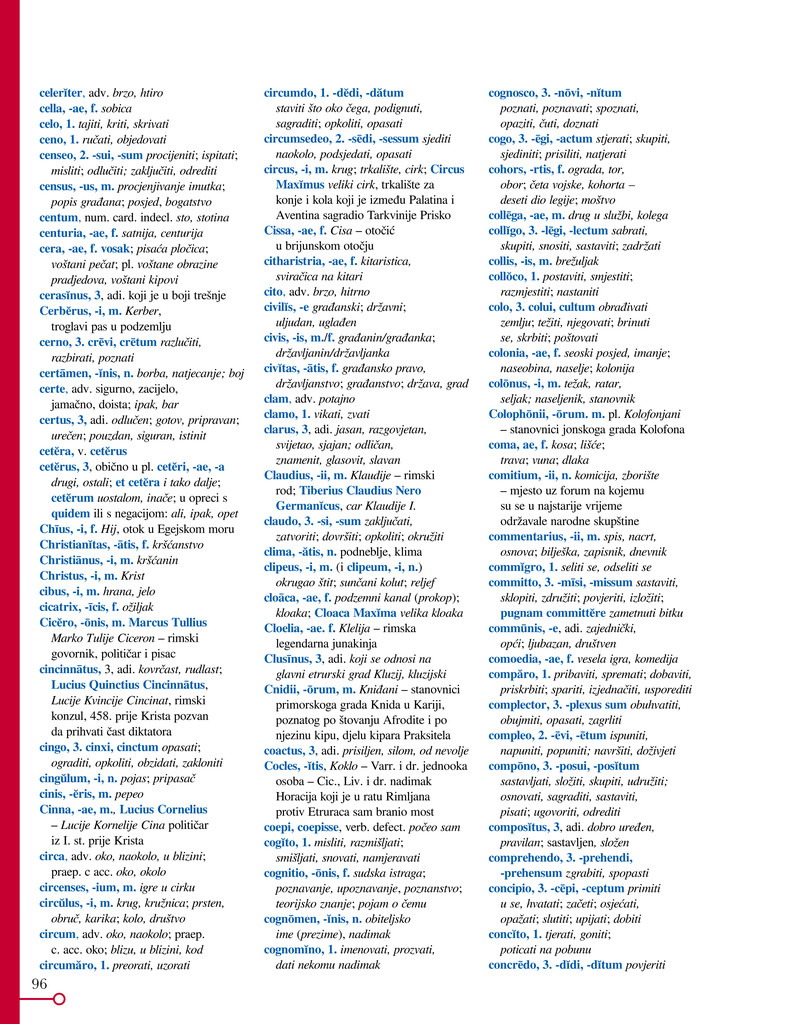 celerĭter, adv. brzo, htiro
cella, -ae, f. sobica
celo, 1. tajiti, kriti, skrivati
ceno, 1. ručati, objedovati
censeo, 2. -sui, -sum procijeniti; ispitati;
misliti; odlučiti; zaključiti, odrediti
census, -us, m. procjenjivanje imutka;
popis građana; posjed, bogatstvo
centum, num. card. indecl. sto, stotina
centuria, -ae, f. satnija, centurija
cera, -ae, f. vosak; pisaća pločica;
voštani pečat; pl. voštane obrazine
pradjedova, voštani kipovi
cerasĭnus, 3, adi. koji je u boji trešnje
Cerbĕrus, -i, m. Kerber,
troglavi pas u podzemlju
cerno, 3. crēvi, crētum razlučiti,
razbirati, poznati
certāmen, -ĭnis, n. borba, natjecanje; boj
certe, adv. sigurno, zacijelo,
jamačno, doista; ipak, bar
certus, 3, adi. odlučen; gotov, pripravan;
urečen; pouzdan, siguran, istinit
cetĕra, v. cetĕrus
cetĕrus, 3, obično u pl. cetĕri, -ae, -a
drugi, ostali; et cetĕra i tako dalje;
cetĕrum uostalom, inače; u opreci s
quidem ili s negacijom: ali, ipak, opet
Chĭus, -i, f. Hij, otok u Egejskom moru
Christianĭtas, -ātis, f. kršćanstvo
Christiānus, -i, m. kršćanin
Christus, -i, m. Krist
cibus, -i, m. hrana, jelo
cicatrix, -īcis, f. ožiljak
Cicĕro, -ōnis, m. Marcus Tullius
Marko Tulije Ciceron – rimski
govornik, političar i pisac
cincinnātus, 3, adi. kovrčast, rudlast;
Lucius Quinctius Cincinnātus,
Lucije Kvincije Cincinat, rimski
konzul, 458. prije Krista pozvan
da prihvati čast diktatora
cingo, 3. cinxi, cinctum opasati;
ograditi, opkoliti, obzidati, zakloniti
cingŭlum, -i, n. pojas; pripasač
cinis, -ĕris, m. pepeo
Cinna, -ae, m., Lucius Cornelius
– Lucije Kornelije Cina političar
iz I. st. prije Krista
circa, adv. oko, naokolo, u blizini;
praep. c acc. oko, okolo
circenses, -ium, m. igre u cirku
circŭlus, -i, m. krug, kružnica; prsten,
obruč, karika; kolo, društvo
circum, adv. oko, naokolo; praep.
c. acc. oko; blizu, u blizini, kod
circumăro, 1. preorati, uzorati
circumdo, 1. -dĕdi, -dătum
staviti što oko čega, podignuti,
sagraditi; opkoliti, opasati
circumsedeo, 2. -sēdi, -sessum sjediti
naokolo, podsjedati, opasati
circus, -i, m. krug; trkalište, cirk; Circus
Maxĭmus veliki cirk, trkalište za
konje i kola koji je između Palatina i
Aventina sagradio Tarkvinije Prisko
Cissa, -ae, f. Cisa – otočić
u brijunskom otočju
citharistria, -ae, f. kitaristica,
sviračica na kitari
cito, adv. brzo, hitrno
civilīs, -e građanski; državni;
uljudan, uglađen
civis, -is, m./f. građanin/građanka;
državljanin/državljanka
civĭtas, -ātis, f. građansko pravo,
državljanstvo; građanstvo; država, grad
clam, adv. potajno
clamo, 1. vikati, zvati
clarus, 3, adi. jasan, razgovjetan,
svijetao, sjajan; odličan,
znamenit, glasovit, slavan
Claudius, -ii, m. Klaudije – rimski
rod; Tiberius Claudius Nero
Germanĭcus, car Klaudije I.
claudo, 3. -si, -sum zaključati,
zatvoriti; dovršiti; opkoliti; okružiti
clima, -ătis, n. podneblje, klima
clipeus, -i, m. (i clipeum, -i, n.)
okrugao štit; sunčani kolut; reljef
cloāca, -ae, f. podzemni kanal (prokop);
kloaka; Cloaca Maxĭma velika kloaka
Cloelia, -ae. f. Klelija – rimska
legendarna junakinja
Clusīnus, 3, adi. koji se odnosi na
glavni etrurski grad Kluzij, kluzijski
Cnidii, -ōrum, m. Kniđani – stanovnici
primorskoga grada Knida u Kariji,
poznatog po štovanju Afrodite i po
njezinu kipu, djelu kipara Praksitela
coactus, 3, adi. prisiljen, silom, od nevolje
Cocles, -ĭtis, Koklo – Varr. i dr. jednooka
osoba – Cic., Liv. i dr. nadimak
Horacija koji je u ratu Rimljana
protiv Etruraca sam branio most
coepi, coepisse, verb. defect. počeo sam
cogĭto, 1. misliti, razmišljati;
smišljati, snovati, namjeravati
cognitio, -ōnis, f. sudska istraga;
poznavanje, upoznavanje, poznanstvo;
teorijsko znanje; pojam o čemu
cognōmen, -ĭnis, n. obiteljsko
ime (prezime), nadimak
cognomĭno, 1. imenovati, prozvati,
dati nekomu nadimak
cognosco, 3. -nōvi, -nĭtum
poznati, poznavati; spoznati,
opaziti, čuti, doznati
cogo, 3. -ēgi, -actum stjerati; skupiti,
sjediniti; prisiliti, natjerati
cohors, -rtis, f. ograda, tor,
obor; četa vojske, kohorta –
deseti dio legije; moštvo
collēga, -ae, m. drug u službi, kolega
collĭgo, 3. -lēgi, -lectum sabrati,
skupiti, snositi, sastaviti; zadržati
collis, -is, m. brežuljak
collŏco, 1. postaviti, smjestiti;
razmjestiti; nastaniti
colo, 3. colui, cultum obrađivati
zemlju; težiti, njegovati; brinuti
se, skrbiti; poštovati
colonia, -ae, f. seoski posjed, imanje;
naseobina, naselje; kolonija
colōnus, -i, m. težak, ratar,
seljak; naseljenik, stanovnik
Colophōnii, -ōrum. m. pl. Kolofonjani
– stanovnici jonskoga grada Kolofona
coma, ae, f. kosa; lišće;
trava; vuna; dlaka
comitium, -ii, n. komicija, zborište
– mjesto uz forum na kojemu
su se u najstarije vrijeme
održavale narodne skupštine
commentarius, -ii, m. spis, nacrt,
osnova; bilješka, zapisnik, dnevnik
commĭgro, 1. seliti se, odseliti se
committo, 3. -mīsi, -missum sastaviti,
sklopiti, združiti; povjeriti, izložiti;
pugnam committĕre zametnuti bitku
commūnis, -e, adi. zajednički,
opći; ljubazan, društven
comoedia, -ae, f. vesela igra, komedija
compăro, 1. pribaviti, spremati; dobaviti,
priskrbiti; spariti, izjednačiti, usporediti
complector, 3. -plexus sum obuhvatiti,
obujmiti, opasati, zagrliti
compleo, 2. -ēvi, -ētum ispuniti,
napuniti, popuniti; navršiti, doživjeti
compōno, 3. -posui, -posĭtum
sastavljati, složiti, skupiti, udružiti;
osnovati, sagraditi, sastaviti,
pisati; ugovoriti, odrediti
composĭtus, 3, adi. dobro uređen,
pravilan; sastavljen, složen
comprehendo, 3. -prehendi,
-prehensum zgrabiti, spopasti
concipio, 3. -cēpi, -ceptum primiti
u se, hvatati; začeti; osjećati,
opažati; slutiti; upijati; dobiti
concĭto, 1. tjerati, goniti;
poticati na pobunu
concrēdo, 3. -dĭdi, -dĭtum povjeriti
96